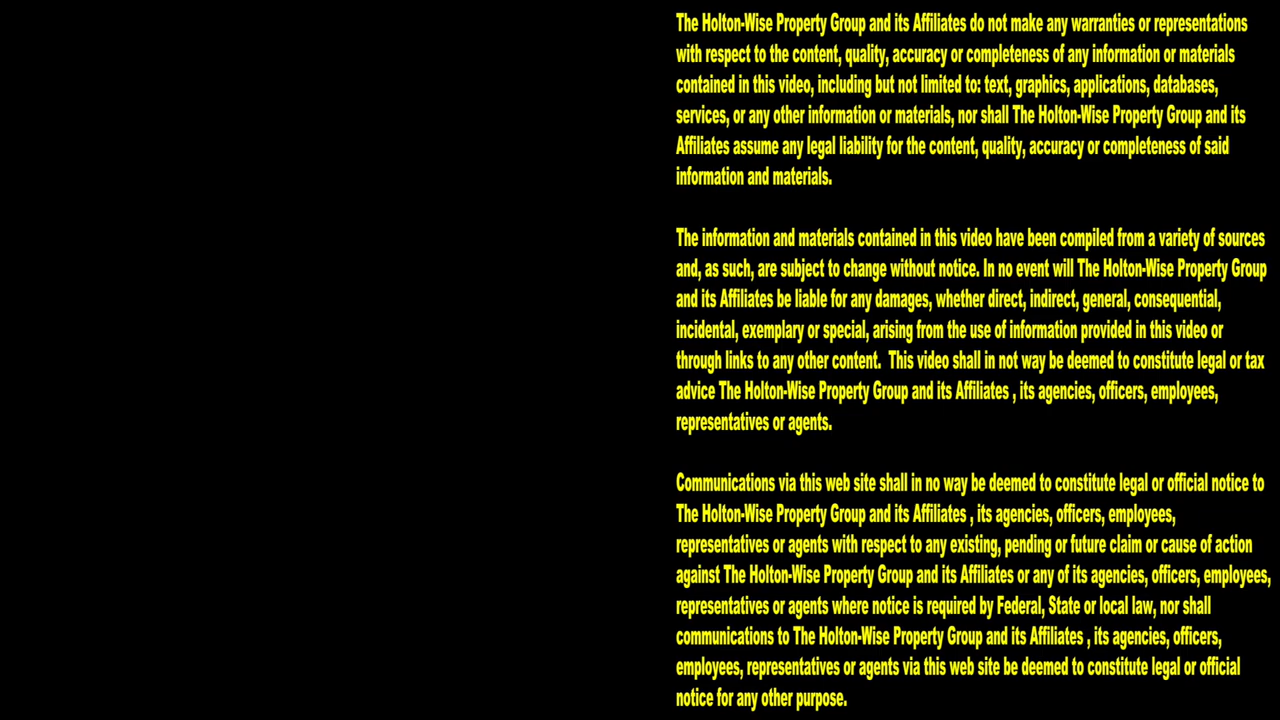 The Holton-Wise Property Group and its Affiliates do not make any warranties or representations
with respect to the content, quality, accuracy or completeness of any information or materials
contained in this video, including but not limited to: text, graphics, applications, databases,
services, or any other information or materials, nor shall The Holton-Wise Property Group and its
Affiliates assume any legal liability for the content, quality, accuracy or completeness of said
information and materials.
The information and materials contained in this video have been compiled from a variety of sources
and, as such, are subject to change without notice. In no event will The Holton-Wise Property Group
and its Affiliates be liable for any damages, whether direct, indirect, general, consequential,
incidental, exemplary or special, arising from the use of information provided in this video or
through links to any other content.  This video shall in not way be deemed to constitute legal or tax
advice The Holton-Wise Property Group and its Affiliates , its agencies, officers, employees,
representatives or agents.
Communications via this web site shall in no way be deemed to constitute legal or official notice to
The Holton-Wise Property Group and its Affiliates , its agencies, officers, employees,
representatives or agents with respect to any existing, pending or future claim or cause of action
against The Holton-Wise Property Group and its Affiliates or any of its agencies, officers, employees,
representatives or agents where notice is required by Federal, State or local law, nor shall
communications to The Holton-Wise Property Group and its Affiliates , its agencies, officers,
employees, representatives or agents via this web site be deemed to constitute legal or official
notice for any other purpose.